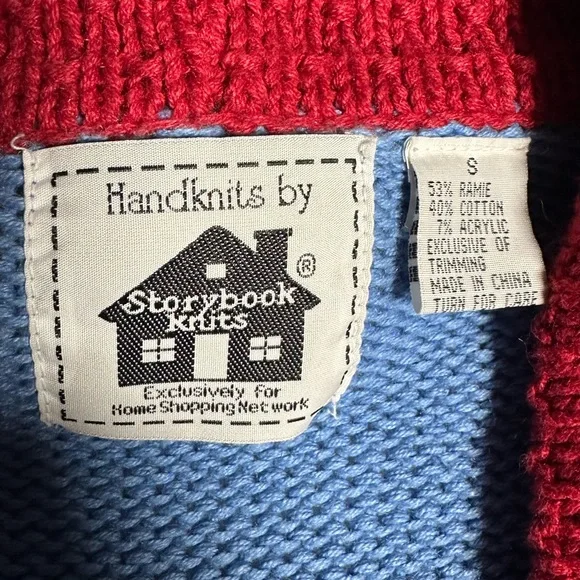 Handknits by
®
Storybook
Knits
Exclusively for
Home Shopping Network
S
53% RAMIE
40% COTTON
7% ACRYLIC
EXCLUSIVE OF
TRIMMING
MADE IN CHINA
TURN FOR CARE